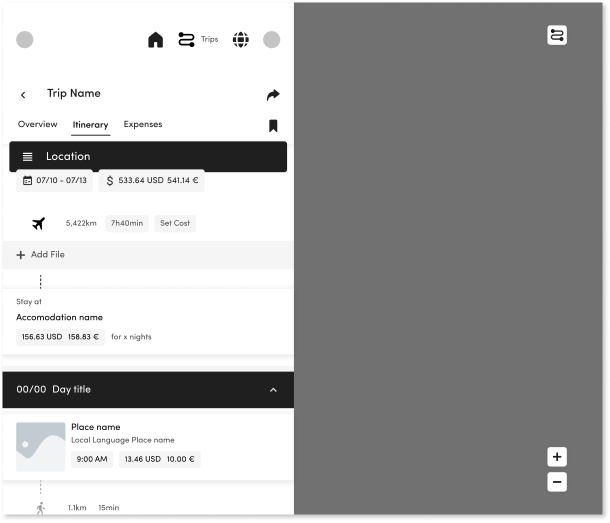 Trips
Trip Name
Overview Itinerary Expenses
Location
07/10 - 07/13 $ 533.64 USD 541.14 €
5,422km 7h40min Set Cost
+ Add File
Stay at
Accomodation name
156.63 USD 158.83 € for x nights
00/00 Day title
Place name
Local Language Place name
9:00 AM 13.46 USD 10.00 €
1.1km 15min